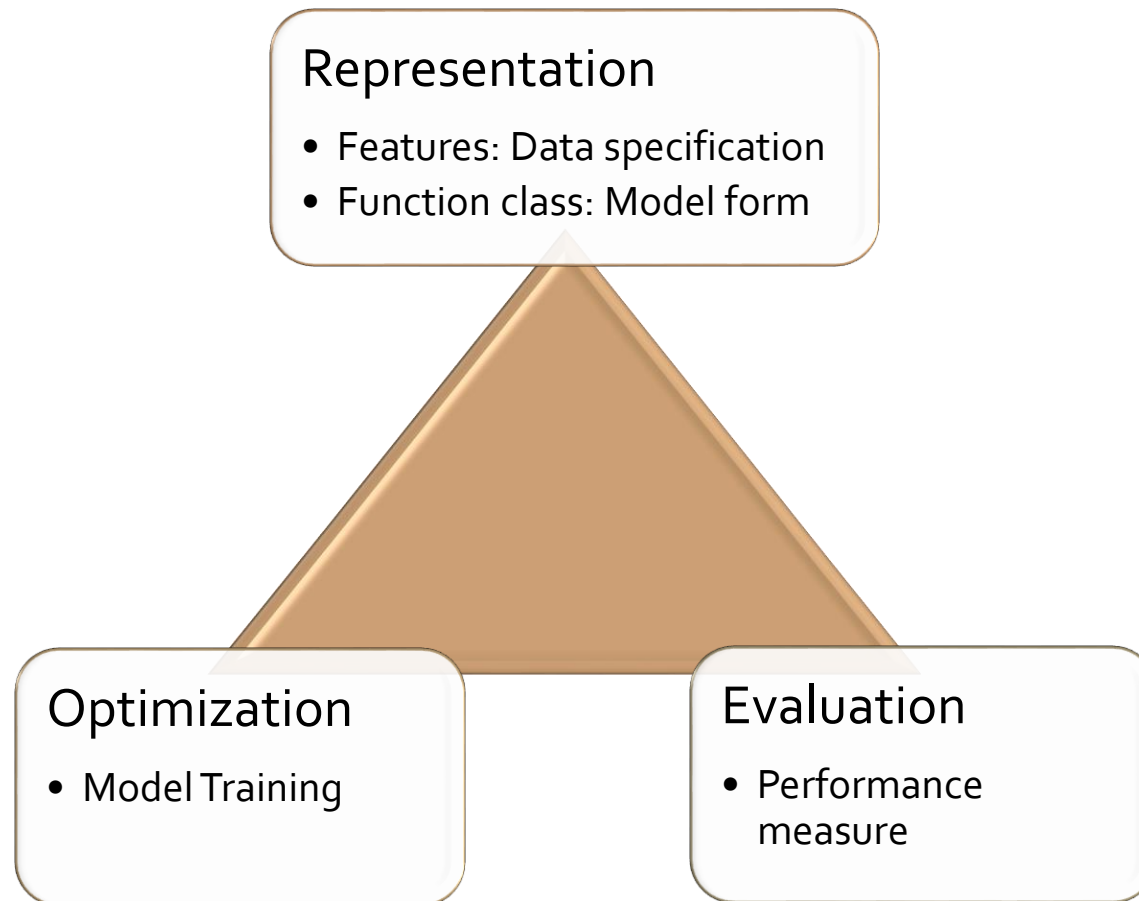 Representation
• Features: Data specification
• Function class: Model form
Optimization
• Model Training
Evaluation
• Performance
measure